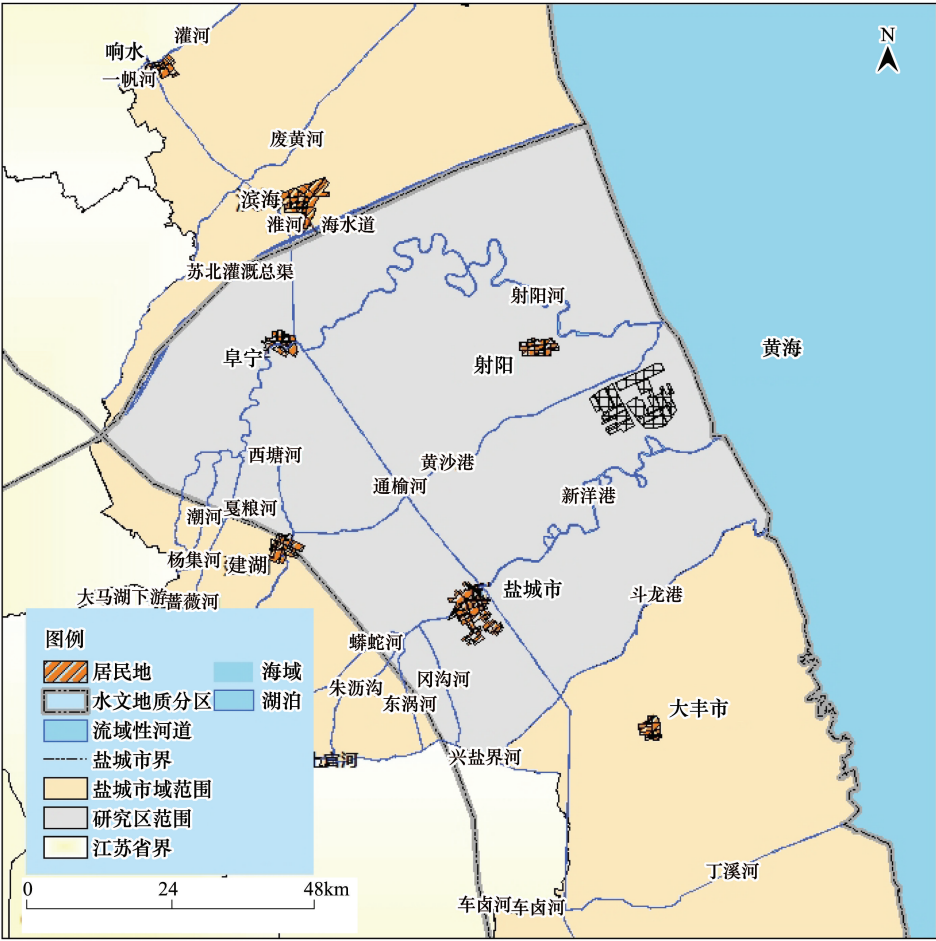 灌河
N
响水
一帆河
废黄河
滨海
淮河 海水道
苏北灌溉总渠
射阳河
阜宁
射阳
黄海
西塘河
黄沙港
通榆河
新洋港
潮河
戛粮河
杨集河
建湖
盐城市
大马湖下游
蔷薇河
斗龙港
蟒蛇河
冈沟河
朱沥沟
东涡河
大丰市
兴盐界河
图例
居民地
海域
水文地质分区
湖泊
流域性河道
盐城市界
盐城市域范围
研究区范围
江苏省界
0 24 48km
丁溪河
车卤河
车卤河